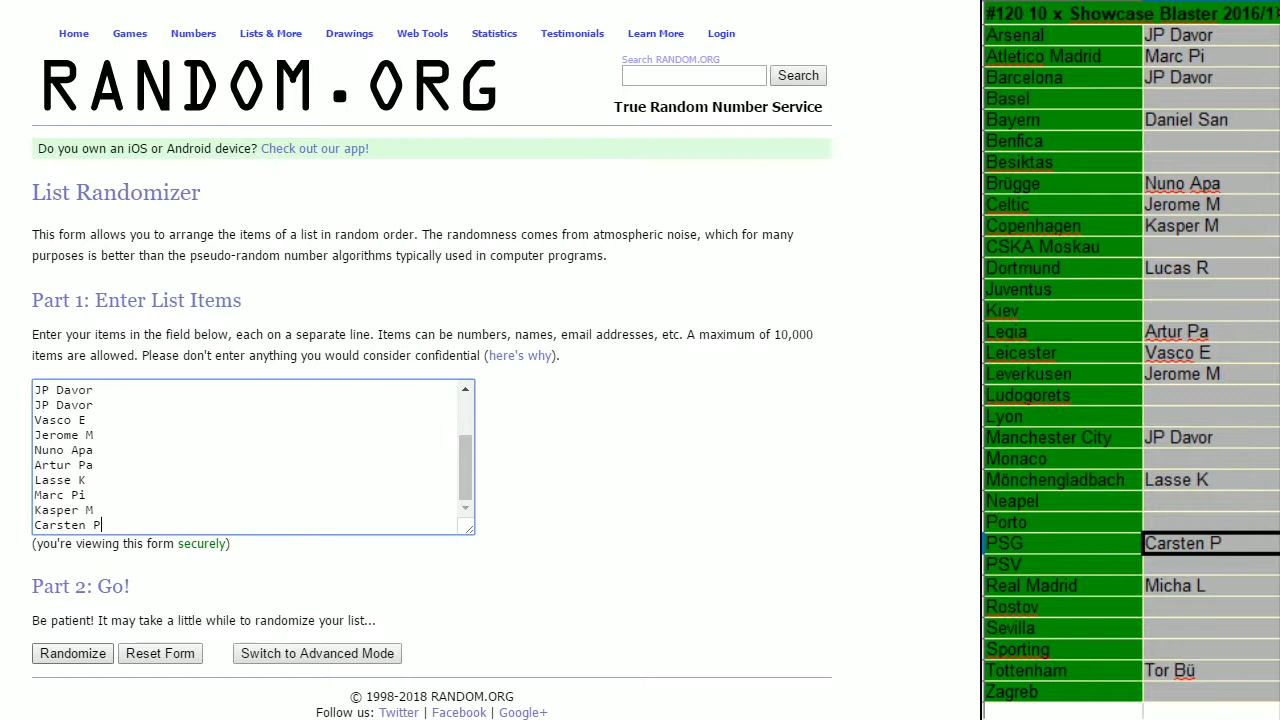 Home Games Numbers Lists & More Drawings Web Tools Statistics Testimonials Learn More Login
RANDOM.ORG
Search RANDOM.ORG
Search
True Random Number Service
Do you own an iOS or Android device? Check out our app!
List Randomizer
This form allows you to arrange the items of a list in random order. The randomness comes from atmospheric noise, which for many
purposes is better than the pseudo-random number algorithms typically used in computer programs.
Part 1: Enter List Items
Enter your items in the field below, each on a separate line. Items can be numbers, names, email addresses, etc. A maximum of 10,000
items are allowed. Please don't enter anything you would consider confidential (here's why).
JP Davor
JP Davor
Vasco E
Jerome M
Nuno Apa
Artur Pa
Lasse K
Marc Pi
Kasper M
Carsten P
(you're viewing this form securely)
Part 2: Go!
Be patient! It may take a little while to randomize your list...
Randomize Reset Form Switch to Advanced Mode
© 1998-2018 RANDOM.ORG
Follow us: Twitter | Facebook | Google+
#120 10 x Showcase Blaster
Arsenal JP Davor
Atletico Madrid Marc Pi
Barcelona JP Davor
Basel
Bayern Daniel San
Benfica
Besiktas
Brügge Nuno Apa
Celtic Jerome M
Copenhagen Kasper M
CSKA Moskau
Dortmund Lucas R
Juventus
Kiev
Legia Artur Pa
Leicester Vasco E
Leverkusen Jerome M
Ludogorets
Lyon
Manchester City JP Davor
Monaco
Mönchengladbach Lasse K
Neapel
Porto
PSG Carsten P
PSV
Real Madrid Micha L
Rostov
Sevilla
Sporting
Tottenham Tor Bü
Zagreb